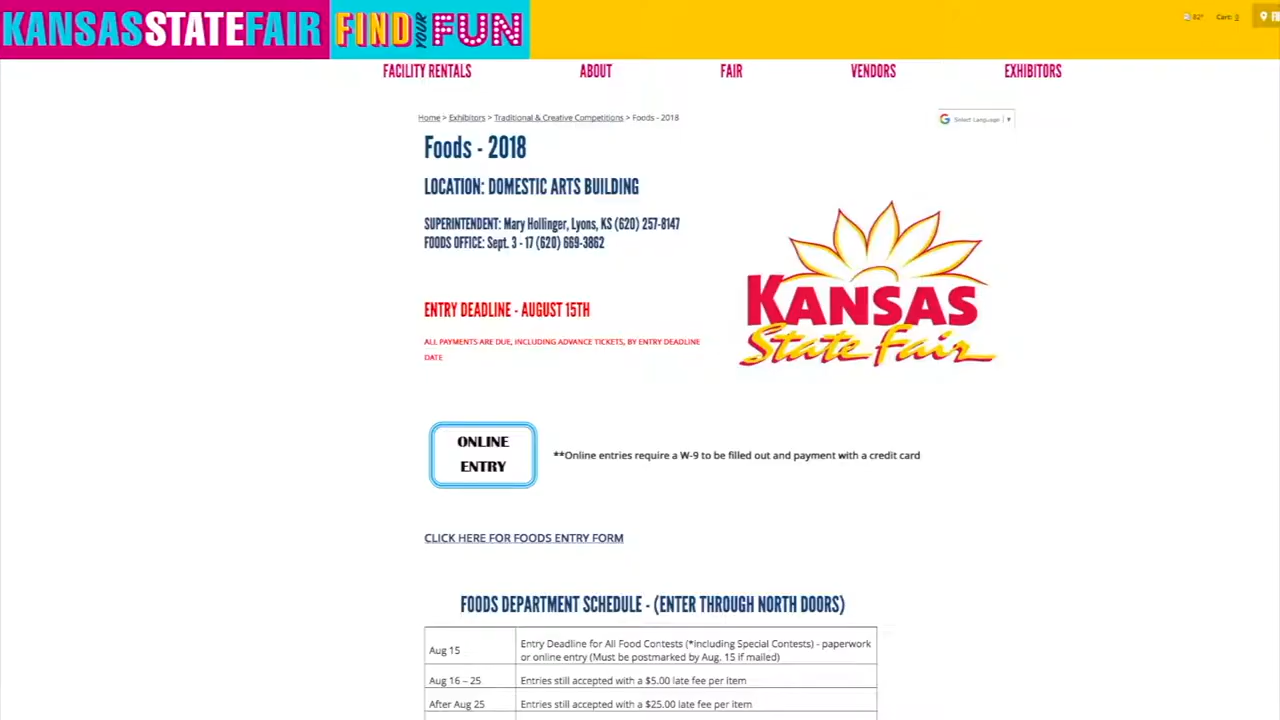 KANSASSTATEFAIR FIND YOUR FUN
82° Cart: 0
FACILITY RENTALS ABOUT FAIR VENDORS EXHIBITORS
Home > Exhibitors > Traditional & Creative Competitions > Foods - 2018
Select Language ▼
Foods - 2018
LOCATION: DOMESTIC ARTS BUILDING
SUPERINTENDENT: Mary Hollinger, Lyons, KS (620) 257-8147
FOODS OFFICE: Sept. 3 - 17 (620) 669-3862
KANSAS
State Fair
ENTRY DEADLINE - AUGUST 15TH
ALL PAYMENTS ARE DUE, INCLUDING ADVANCE TICKETS, BY ENTRY DEADLINE
DATE
ONLINE
ENTRY
**Online entries require a W-9 to be filled out and payment with a credit card
CLICK HERE FOR FOODS ENTRY FORM
FOODS DEPARTMENT SCHEDULE - (ENTER THROUGH NORTH DOORS)
Aug 15 Entry Deadline for All Food Contests (*including Special Contests) - paperwork
or online entry (Must be postmarked by Aug. 15 if mailed)
Aug 16 – 25 Entries still accepted with a $5.00 late fee per item
After Aug 25 Entries still accepted with a $25.00 late fee per item